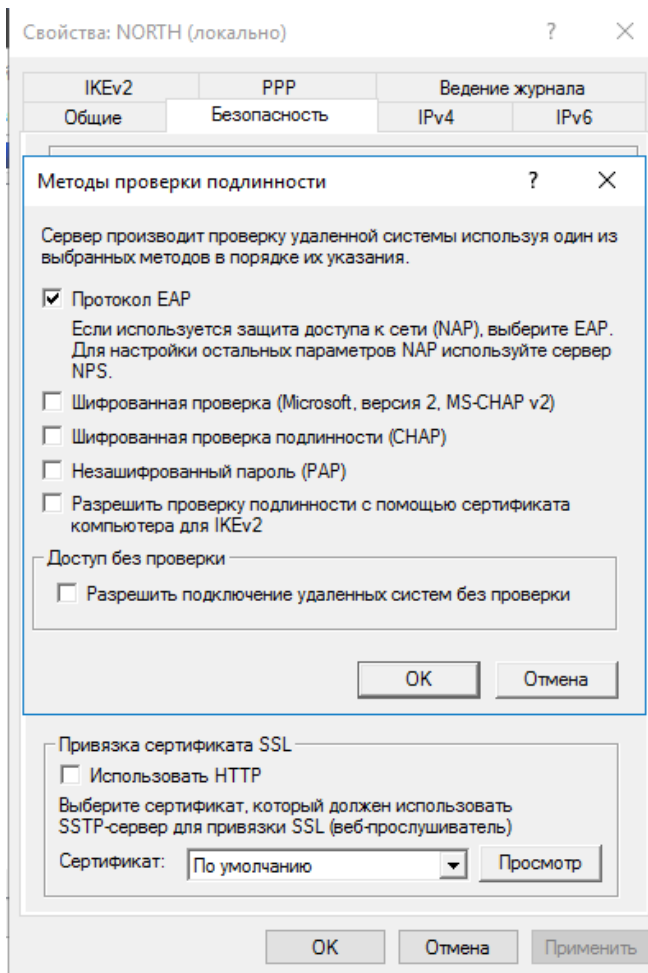 Свойства: NORTH (локально)
IKEv2 PPP Ведение журнала
Общие Безопасность IPv4 IPv6
Методы проверки подлинности
Сервер производит проверку удаленной системы используя один из
выбранных методов в порядке их указания.
Протокол EAP
Если используется защита доступа к сети (NAP), выберите EAP.
Для настройки остальных параметров NAP используйте сервер
NPS.
Шифрованная проверка (Microsoft, версия 2, MS-CHAP v2)
Шифрованная проверка подлинности (CHAP)
Незашифрованный пароль (PAP)
Разрешить проверку подлинности с помощью сертификата
компьютера для IKEv2
Доступ без проверки
Разрешить подключение удаленных систем без проверки
ОК Отмена
Привязка сертификата SSL
Использовать HTTP
Выберите сертификат, который должен использовать
SSTP-сервер для привязки SSL (веб-прослушиватель)
Сертификат: По умолчанию Просмотр
ОК Отмена Применить